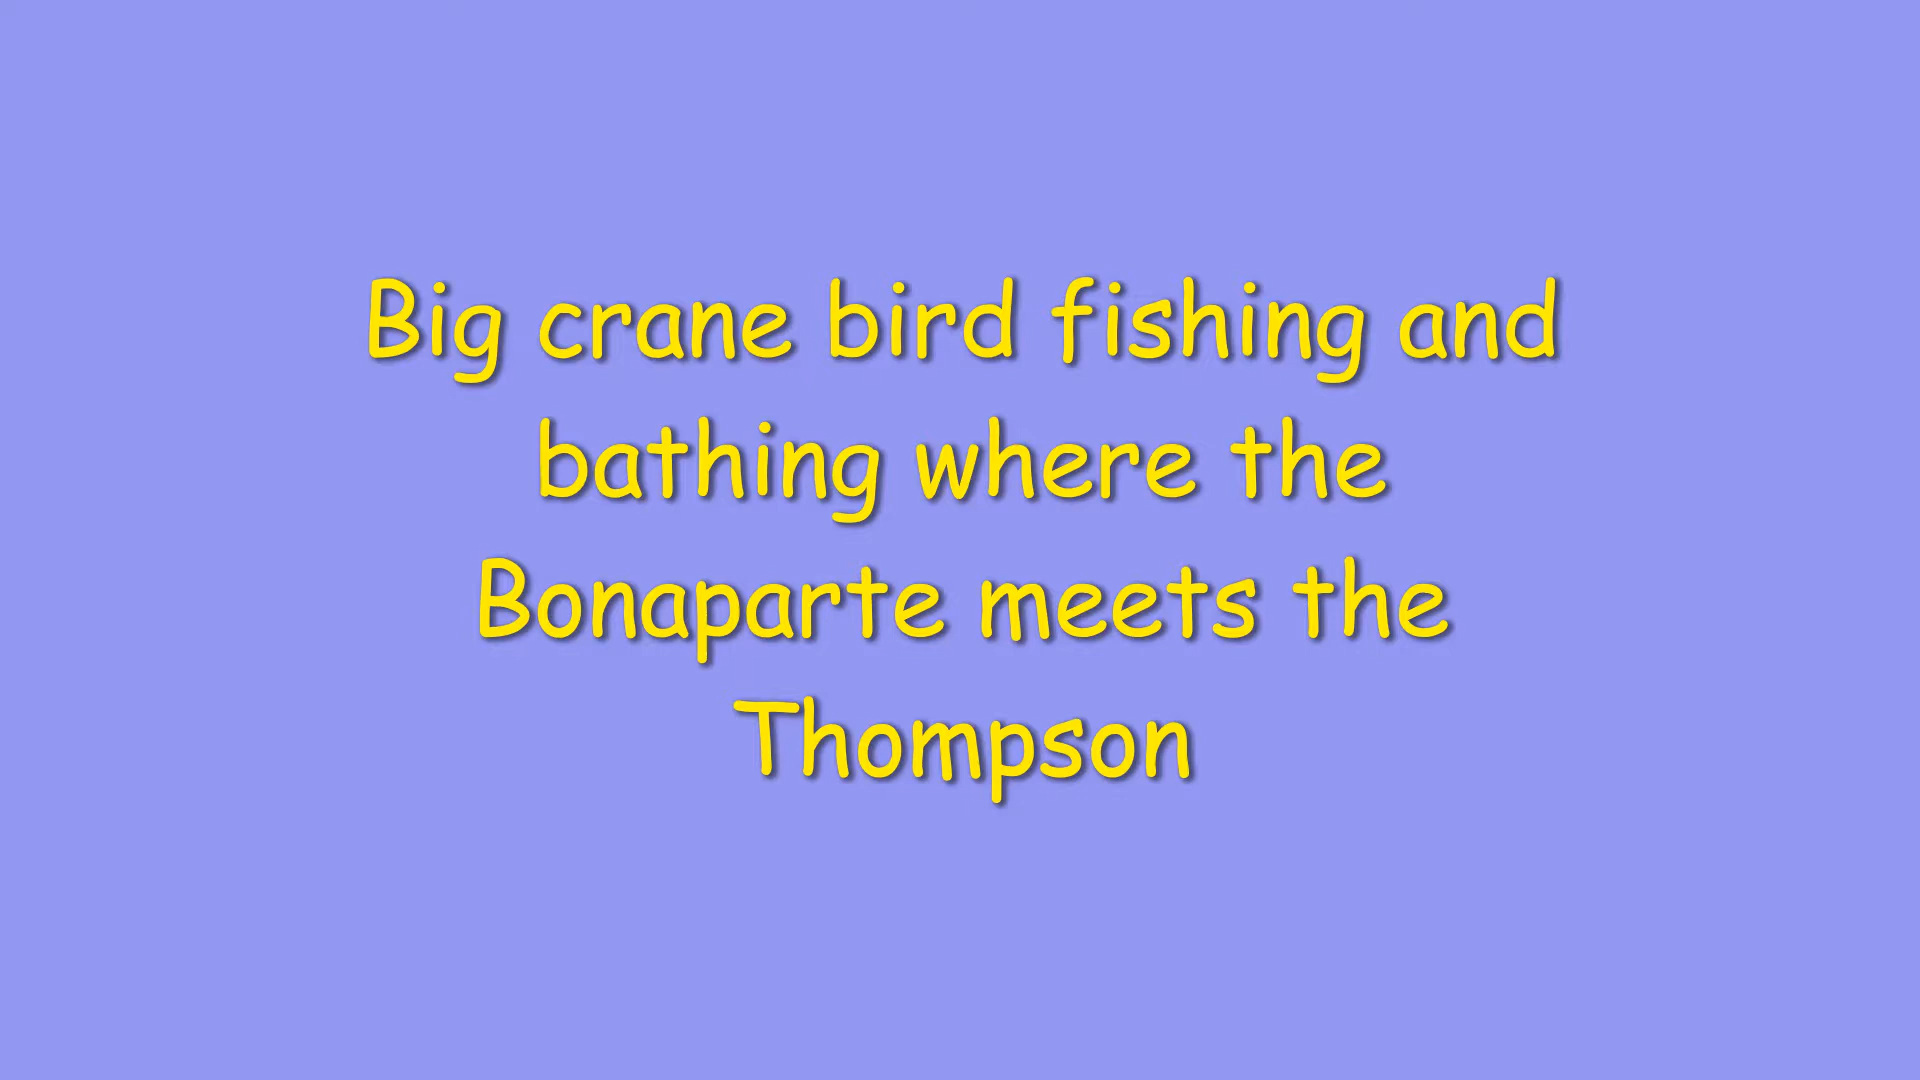 Big crane bird fishing and
bathing where the
Bonaparte meets the
Thompson